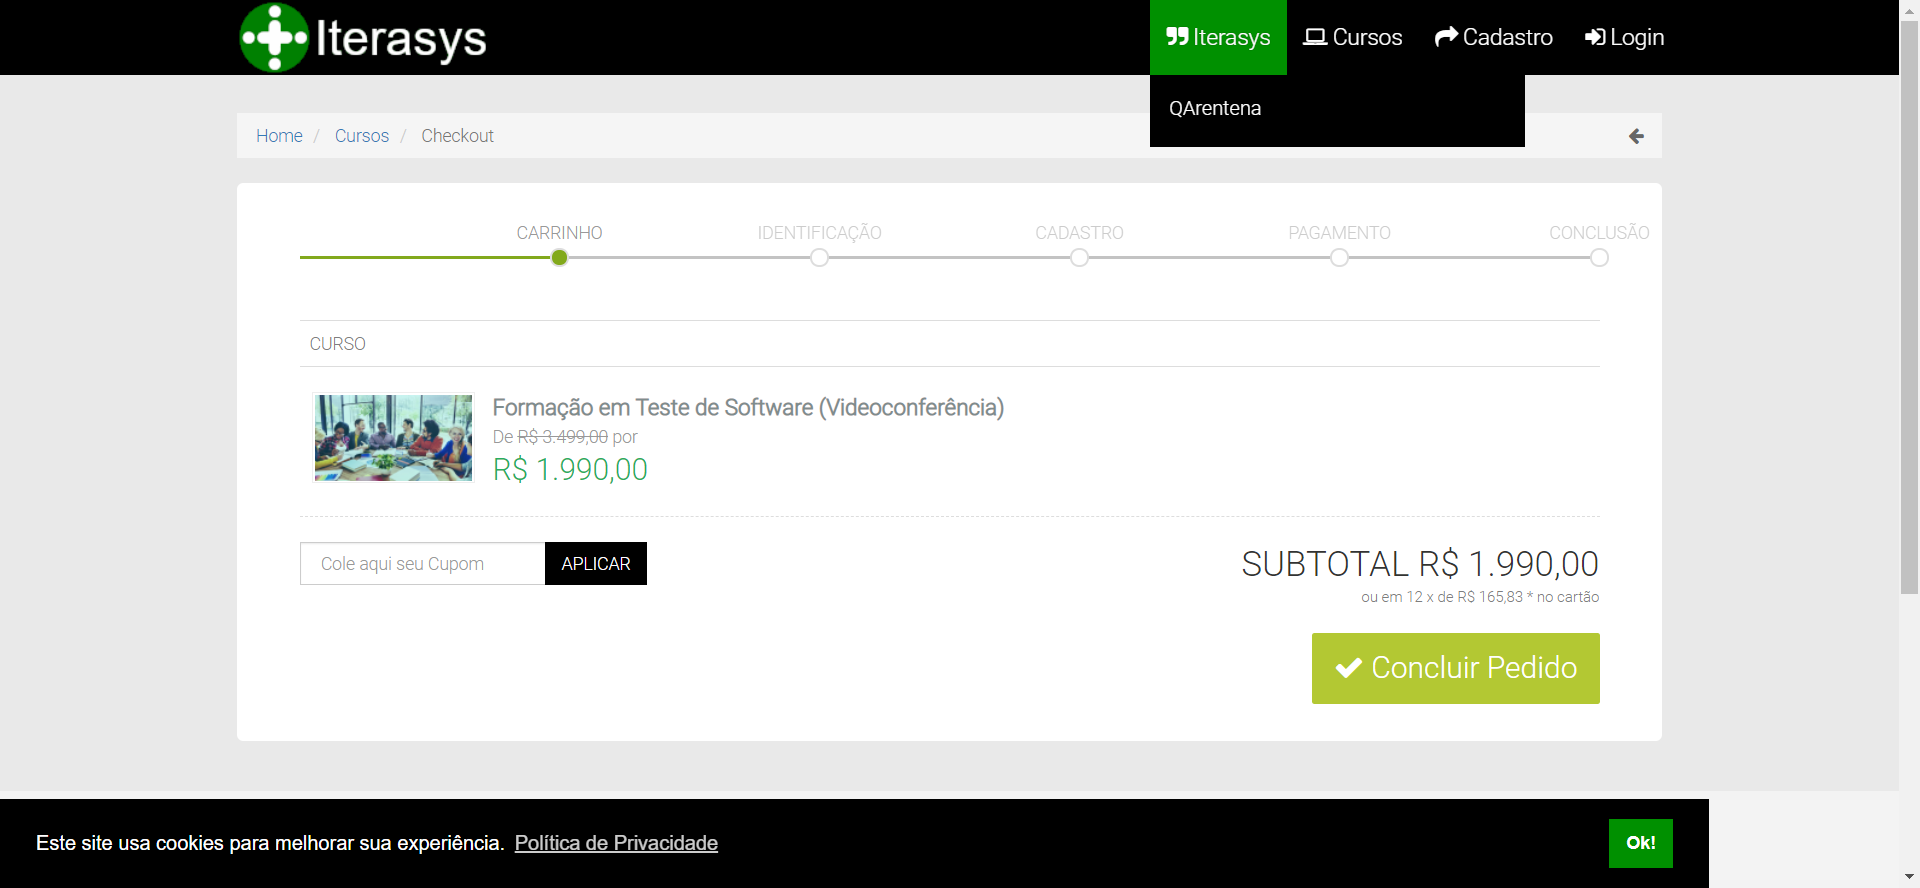 Iterasys
Iterasys
Cursos
Cadastro
Login
QArentena
Home / Cursos / Checkout
CARRINHO
IDENTIFICAÇÃO
CADASTRO
PAGAMENTO
CONCLUSÃO
CURSO
Formação em Teste de Software (Videoconferência)
De R$ 3.499,00 por
R$ 1.990,00
Cole aqui seu Cupom
APLICAR
SUBTOTAL R$ 1.990,00
ou em 12 x de R$ 165,83 * no cartão
Concluir Pedido
Este site usa cookies para melhorar sua experiência. Política de Privacidade
Ok!